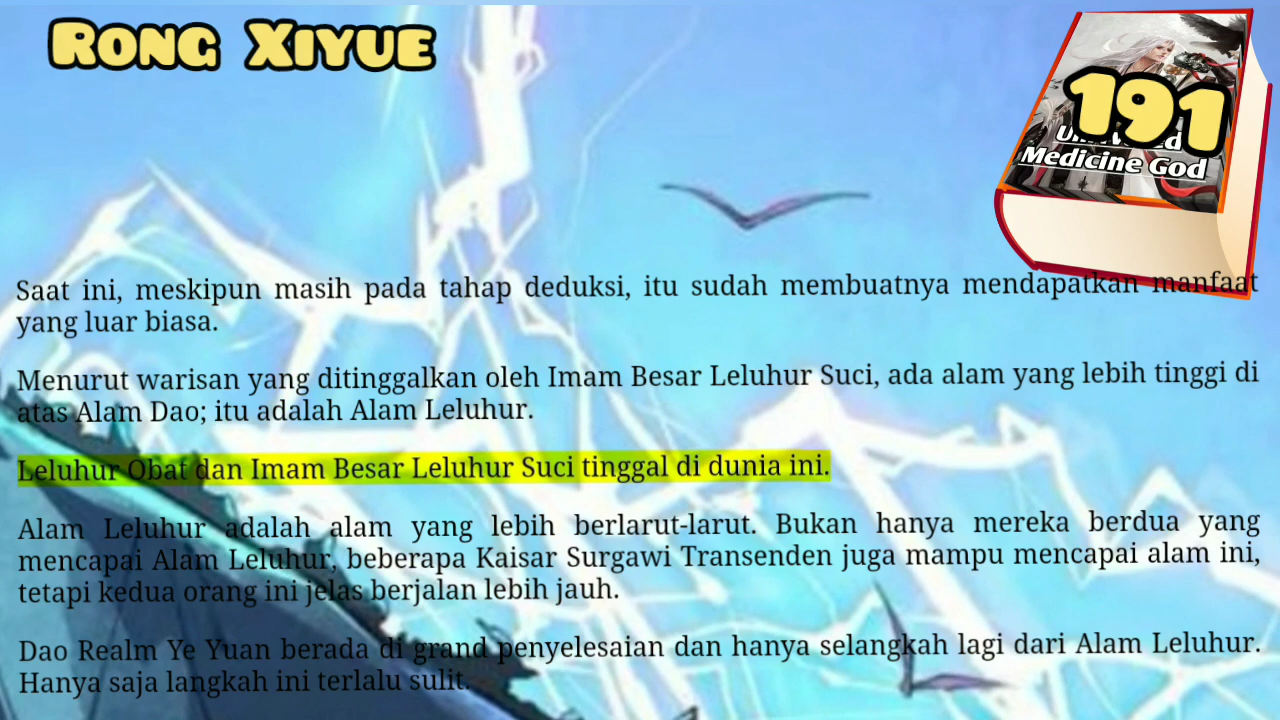 Rong Xiyue
191
Medicine God
Saat ini, meskipun masih pada tahap deduksi, itu sudah membuatnya mendapatkan manfaat
yang luar biasa.
Menurut warisan yang ditinggalkan oleh Imam Besar Leluhur Suci, ada alam yang lebih tinggi di
atas Alam Dao; itu adalah Alam Leluhur.
Leluhur Obat dan Imam Besar Leluhur Suci tinggal di dunia ini.
Alam Leluhur adalah alam yang lebih berlarut-larut. Bukan hanya mereka berdua yang
mencapai Alam Leluhur, beberapa Kaisar Surgawi Transenden juga mampu mencapai alam ini,
tetapi kedua orang ini jelas berjalan lebih jauh.
Dao Realm Ye Yuan berada di grand penyelesaian dan hanya selangkah lagi dari Alam Leluhur.
Hanya saja langkah ini terlalu sulit.